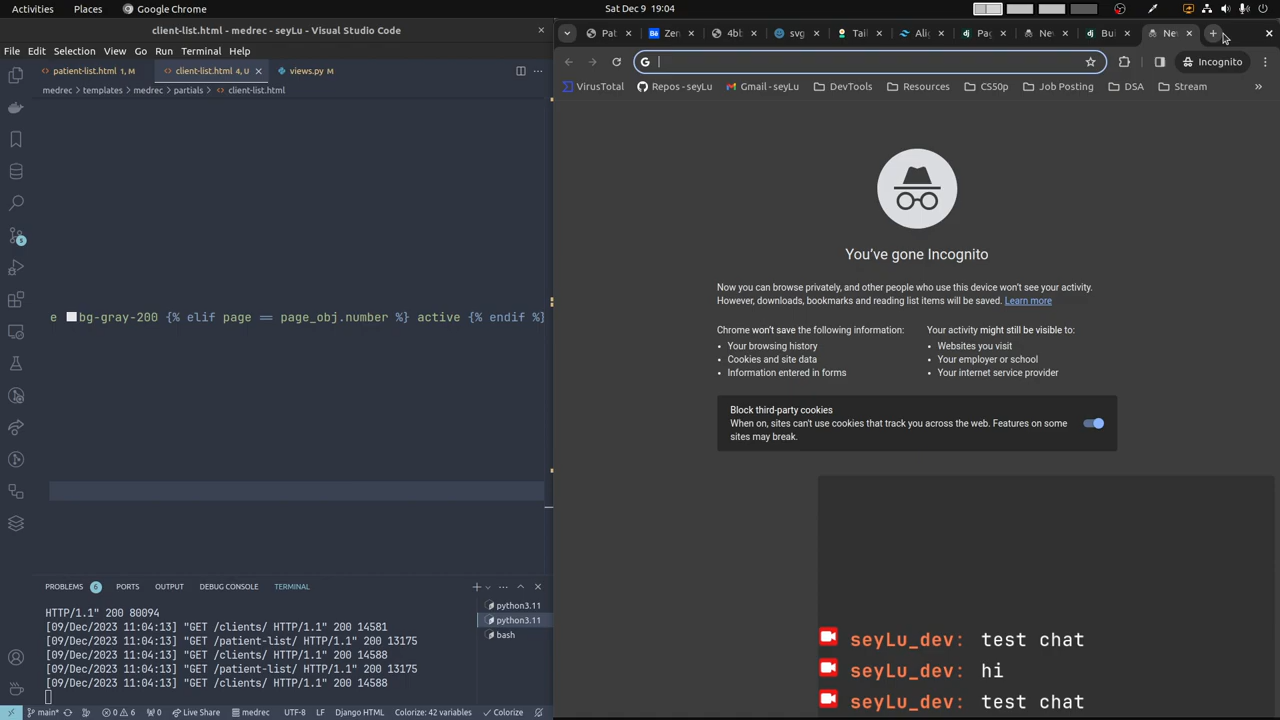 Activities Places Google Chrome Sat Dec 9 19:04
client-list.html - medrec - seyLu - Visual Studio Code
File Edit Selection View Go Run Terminal Help
patient-list.html 1, M client-list.html 4, U views.py M
medrec > templates > medrec > partials > client-list.html
e bg-gray-200 {% elif page == page_obj.number %} active {% endif %}
PROBLEMS 6 PORTS OUTPUT DEBUG CONSOLE TERMINAL
HTTP/1.1" 200 80094
[09/Dec/2023 11:04:13] "GET /clients/ HTTP/1.1" 200 14581
[09/Dec/2023 11:04:13] "GET /patient-list/ HTTP/1.1" 200 13175
[09/Dec/2023 11:04:13] "GET /clients/ HTTP/1.1" 200 14588
[09/Dec/2023 11:04:13] "GET /patient-list/ HTTP/1.1" 200 13175
[09/Dec/2023 11:04:13] "GET /clients/ HTTP/1.1" 200 14588
python3.11
python3.11
bash
main* 0 6 0 Live Share medrec UTF-8 LF Django HTML Colorize: 42 variables Colorize
Pat Zen 4bl svg Tail Alig Pag Nev Bui Nev
Incognito
VirusTotal Repos - seyLu Gmail - seyLu DevTools Resources CS50p Job Posting DSA Stream
You've gone Incognito
Now you can browse privately, and other people who use this device won't see your activity.
However, downloads, bookmarks and reading list items will be saved. Learn more
Chrome won't save the following information:
Your browsing history
Cookies and site data
Information entered in forms
Your activity might still be visible to:
Websites you visit
Your employer or school
Your internet service provider
Block third-party cookies
When on, sites can't use cookies that track you across the web. Features on some
sites may break.
seyLu_dev: test chat
seyLu_dev: hi
seyLu_dev: test chat